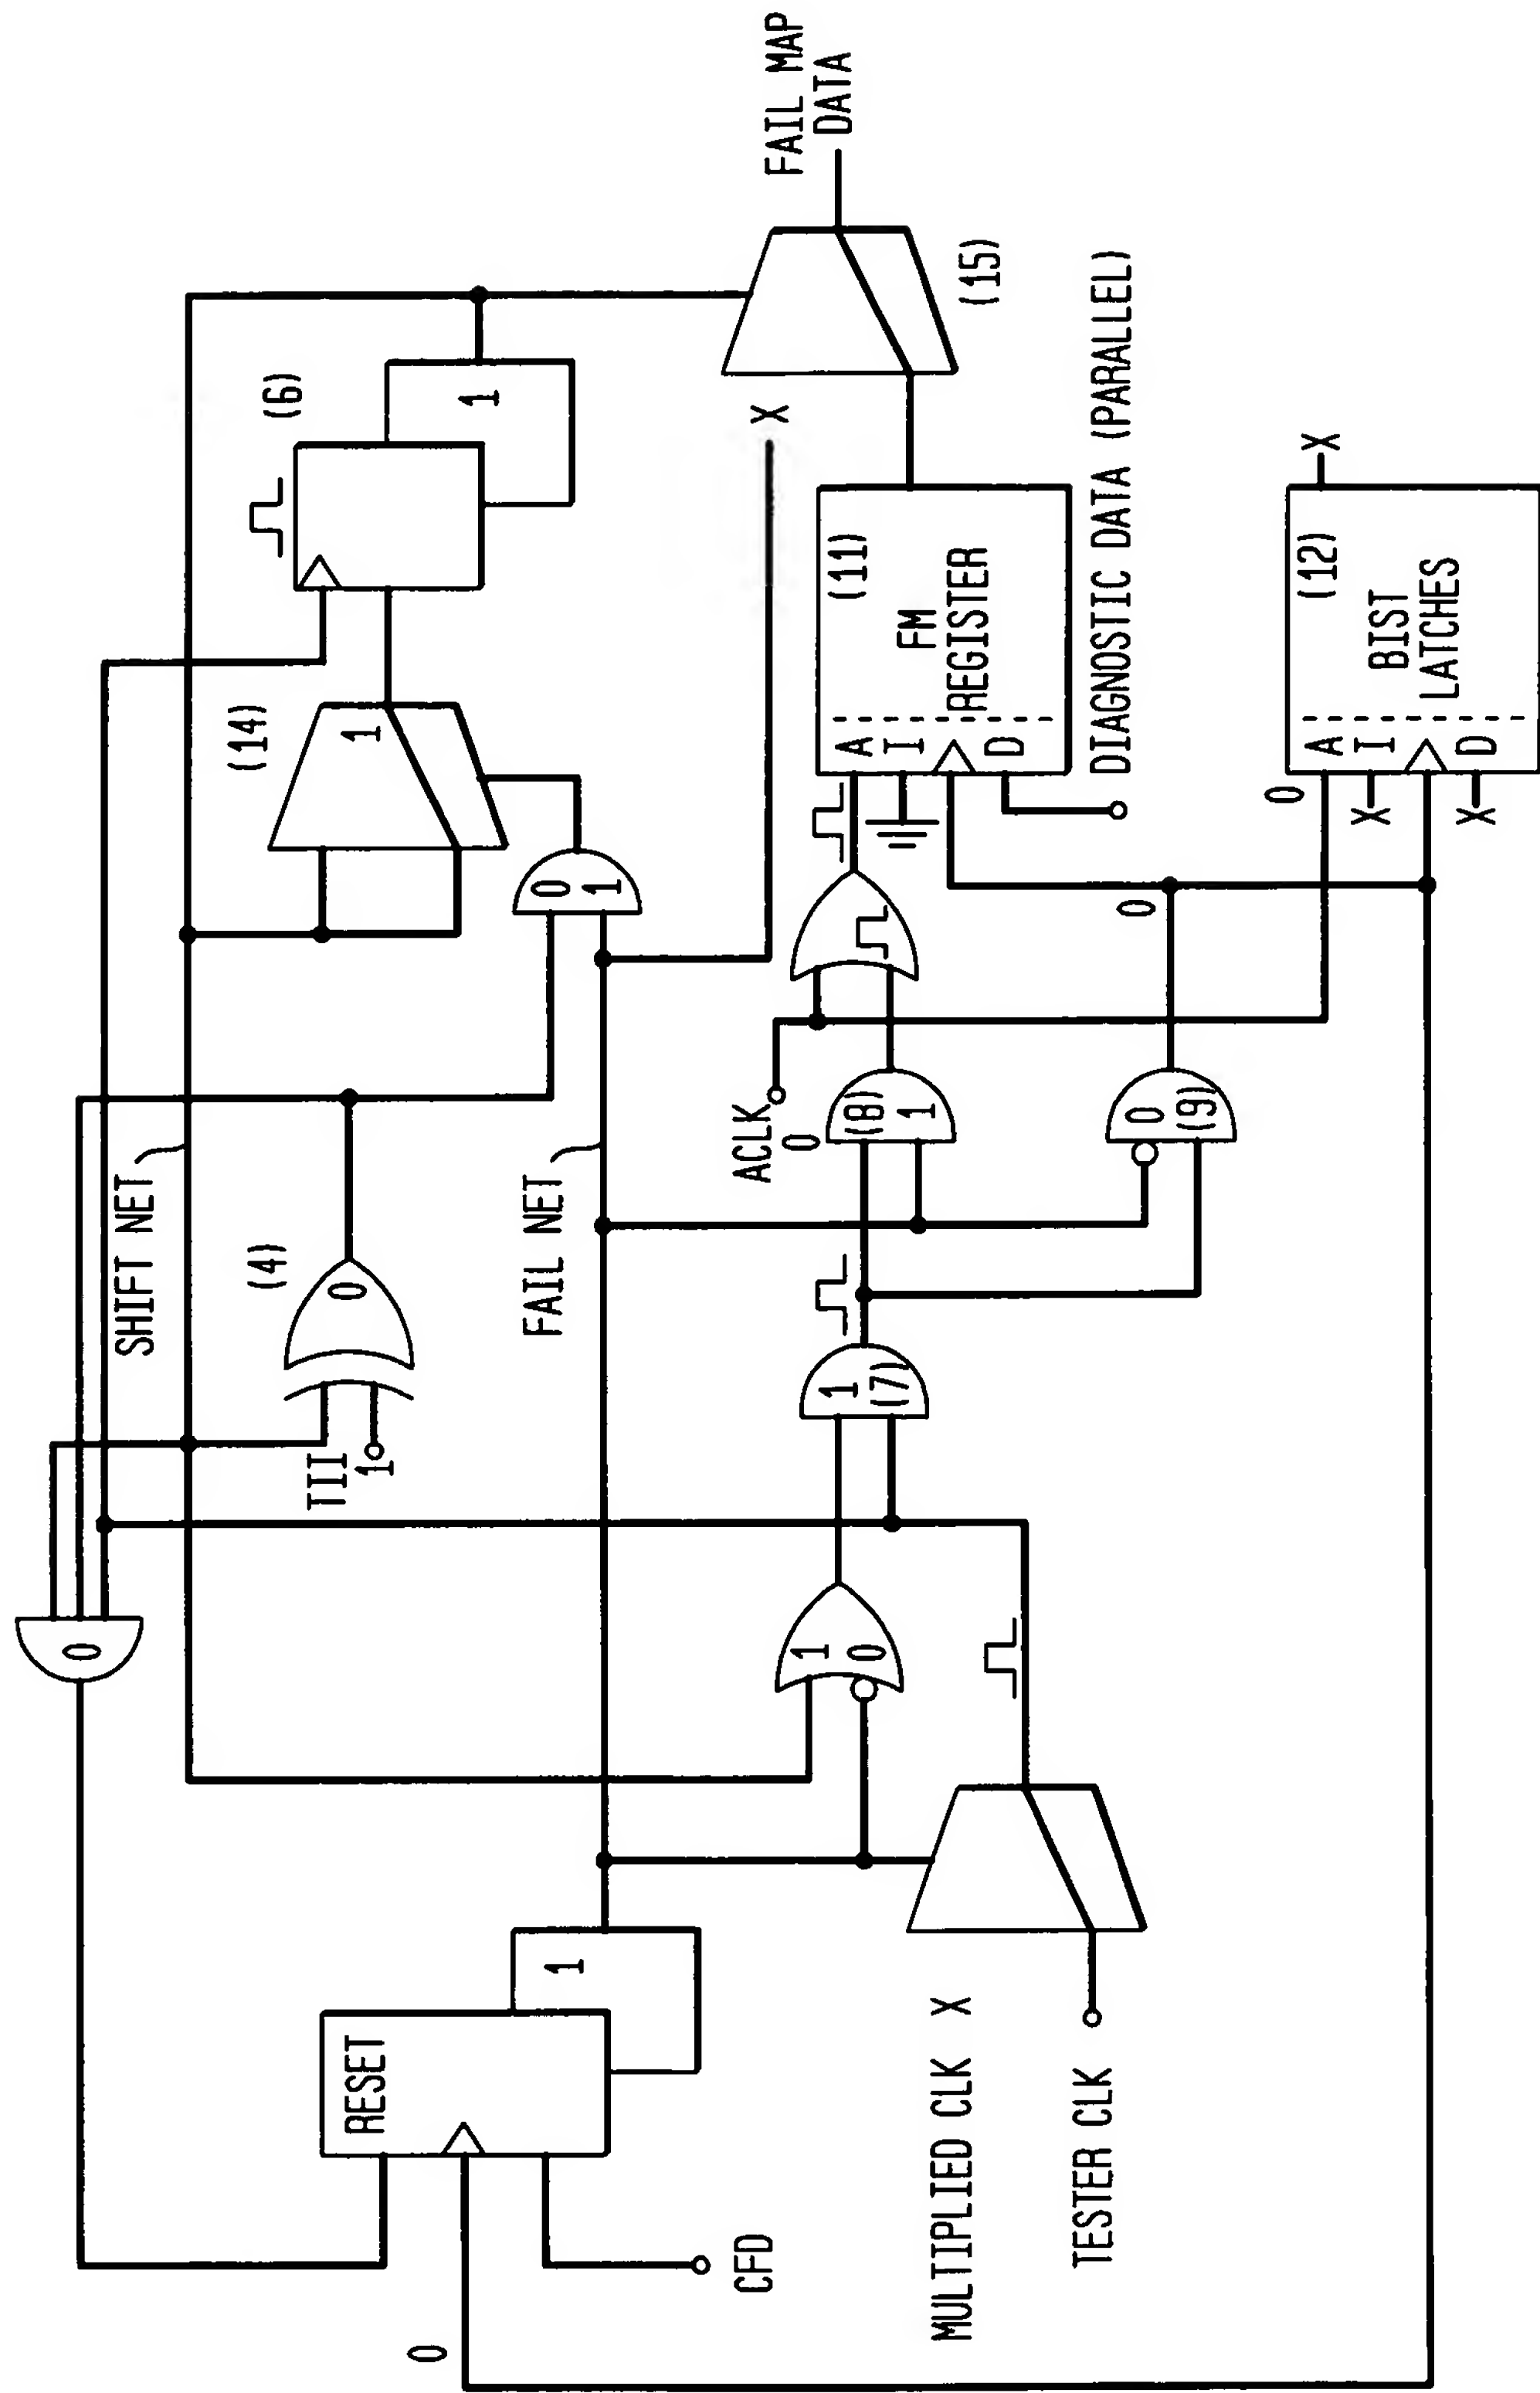 0
RESET
1
CFD
0
MULTIPLIED CLK X
TESTER CLK
SHIFT NET
(4)
0
TII
1
FAIL NET
1
0
1
(7)
ACLK
0
(8)
1
0
(9)
0
(14)
1
0
1
(6)
1
X
A
I
D
FM
REGISTER
(11)
DIAGNOSTIC DATA (PARALLEL)
0
A
I
D
X
X
BIST
LATCHES
(12)
X
(15)
FAIL MAP
DATA